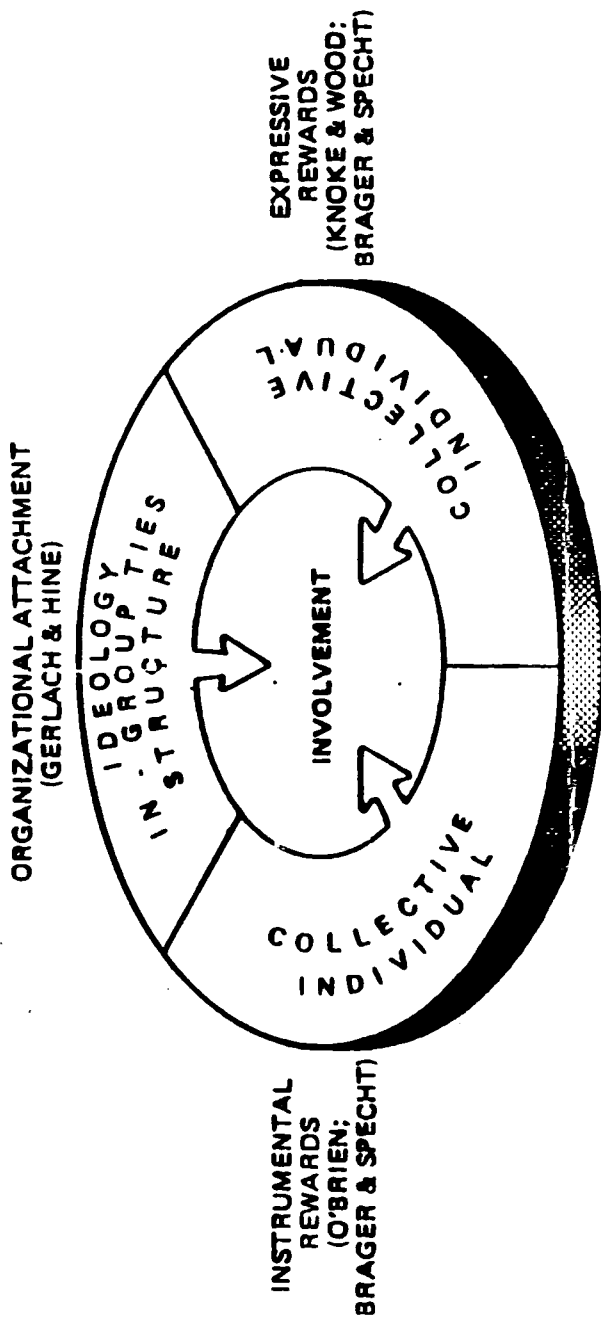 ORGANIZATIONAL ATTACHMENT
(GERLACH & HINE)
IDEOLOGY
IN-GROUP TIES
STRUCTURE
INVOLVEMENT
INSTRUMENTAL
REWARDS
(O'BRIEN;
BRAGER & SPECHT)
COLLECTIVE
INDIVIDUAL
EXPRESSIVE
REWARDS
(KNOKE & WOOD;
BRAGER & SPECHT)
COLLECTIVE
INDIVIDUAL